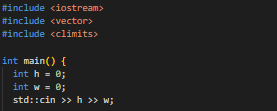 #include <iostream>
#include <vector>
#include <climits>

int main() {
  int h = 0;
  int w = 0;
  std::cin >> h >> w;